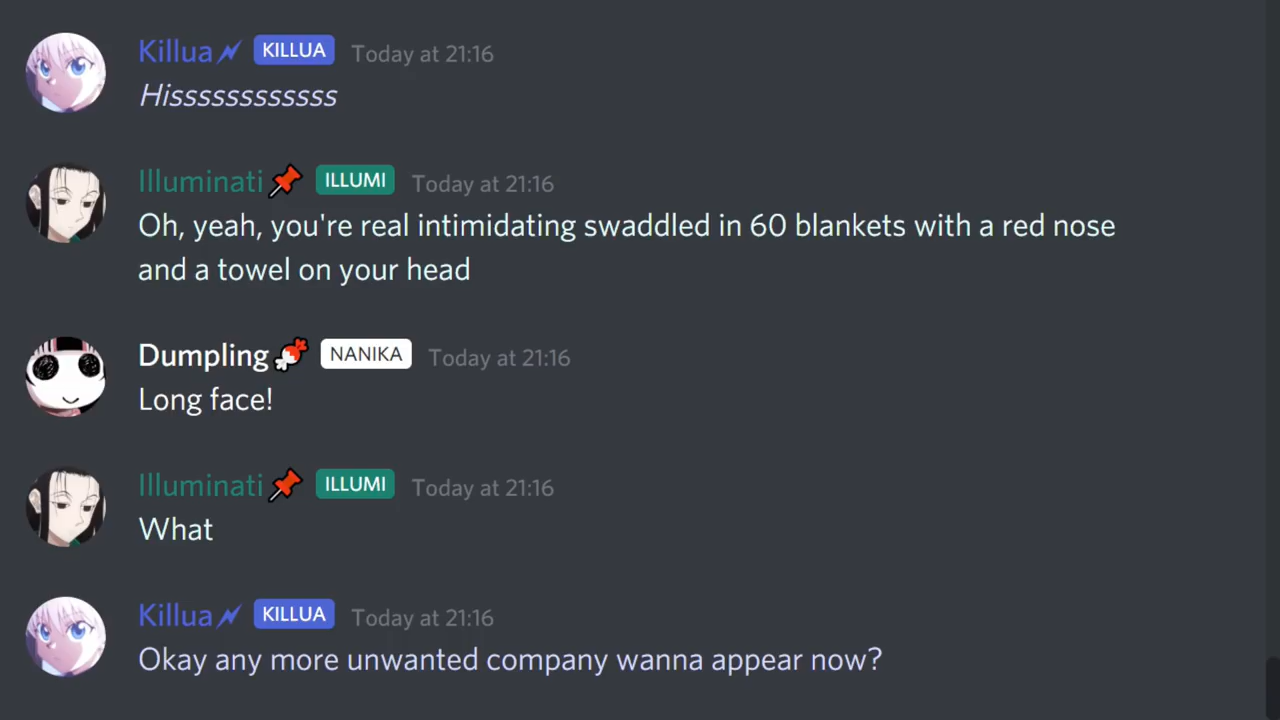 Killua KILLUA Today at 21:16
Hissssssssssss
Illuminati ILLUMI Today at 21:16
Oh, yeah, you're real intimidating swaddled in 60 blankets with a red nose
and a towel on your head
Dumpling NANIKA Today at 21:16
Long face!
Illuminati ILLUMI Today at 21:16
What
Killua KILLUA Today at 21:16
Okay any more unwanted company wanna appear now?